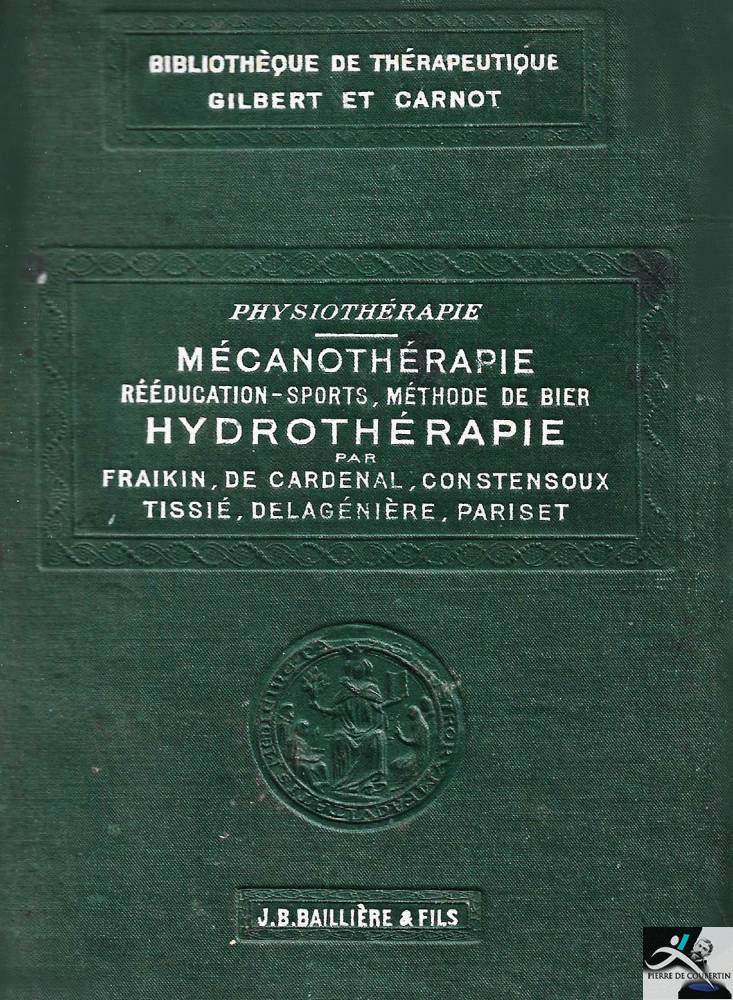 BIBLIOTHÈQUE DE THÉRAPEUTIQUE
GILBERT ET CARNOT
PHYSIOTHÉRAPIE
MÉCANOTHÉRAPIE
RÉÉDUCATION-SPORTS, MÉTHODE DE BIER
HYDROTHÉRAPIE
PAR
FRAIKIN, DE CARDENAL, CONSTENSOUX
TISSIÉ, DELAGÉNIÈRE, PARISET
J.B.BAILLIÈRE & FILS
PIERRE DE COUBERTIN